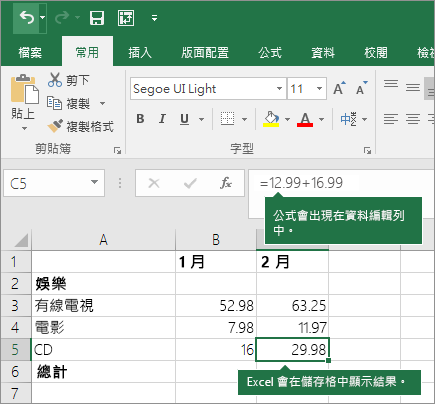 檔案 常用 插入 版面配置 公式 資料 校閱 檢視
剪下
複製
複製格式
貼上
剪貼簿
Segoe UI Light 11 A A
B I U A
字型
C5 fx =12.99+16.99
公式會出現在資料編輯列
中。
A B C
1 1 月 2 月
2 娛樂
3 有線電視 52.98 63.25
4 電影 7.98 11.97
5 CD 16 29.98
6 總計
Excel 會在儲存格中顯示結果。